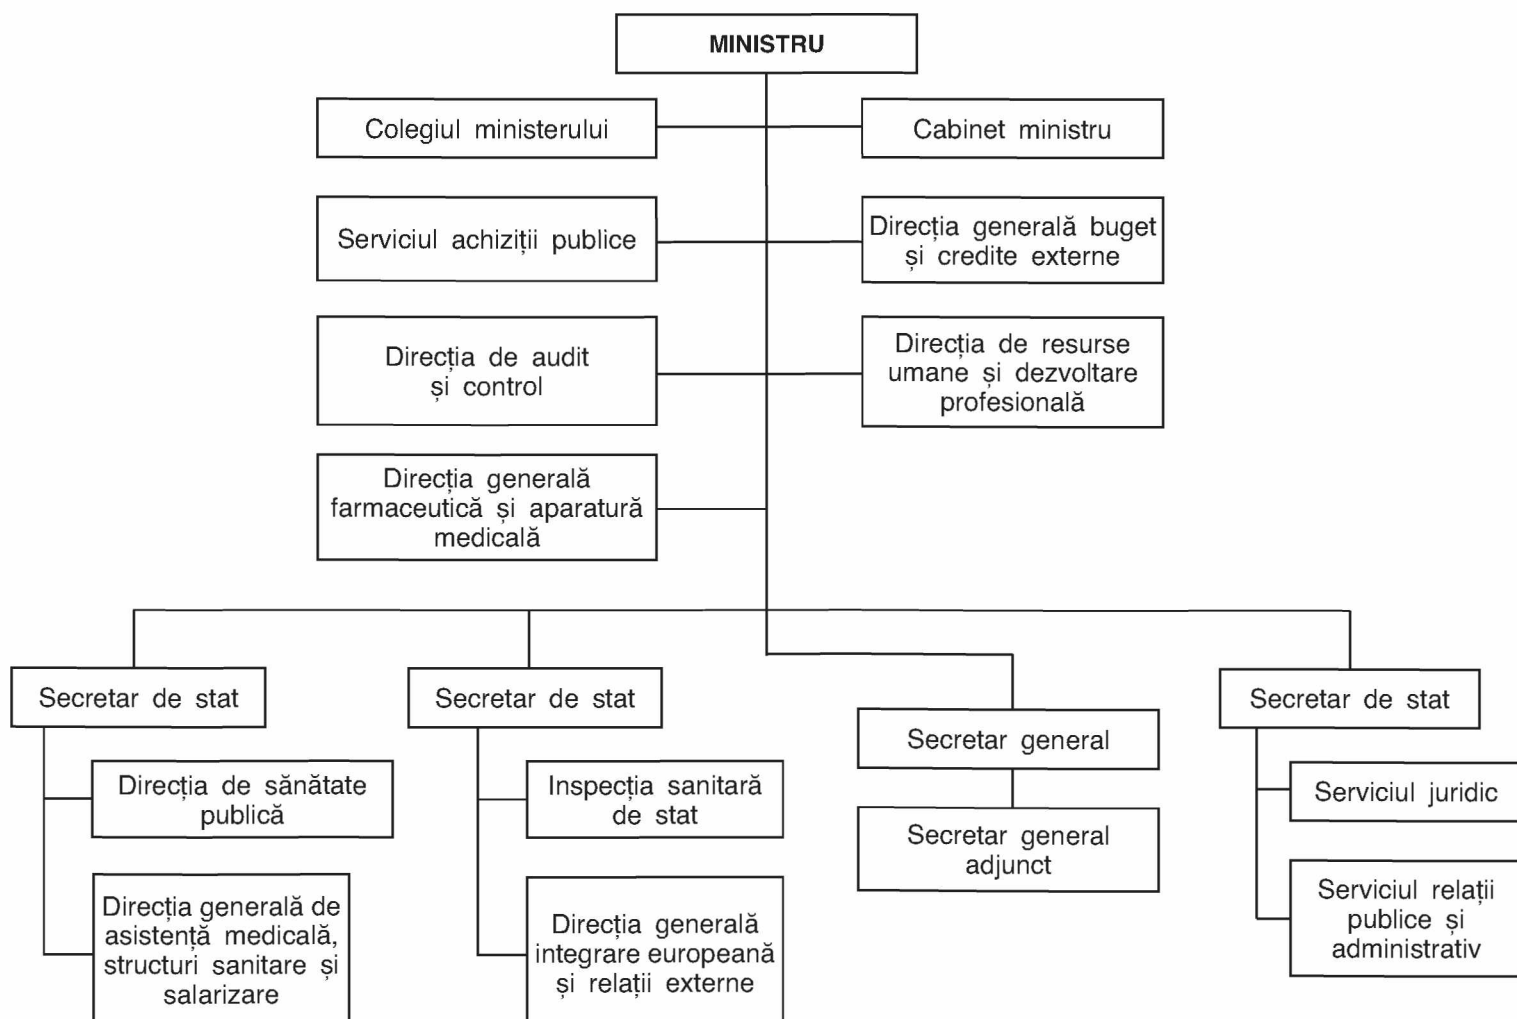 MINISTRU
Colegiul ministerului
Cabinet ministru
Serviciul achiziții publice
Direcția generală buget
și credite externe
Direcția de audit
și control
Direcția de resurse
umane și dezvoltare
profesională
Direcția generală
farmaceutică și aparatură
medicală
Secretar de stat
Secretar de stat
Secretar general
Secretar de stat
Direcția de sănătate
publică
Inspecția sanitară
de stat
Secretar general
adjunct
Serviciul juridic
Direcția generală de
asistență medicală,
structuri sanitare și
salarizare
Direcția generală
integrare europeană
și relații externe
Serviciul relații
publice și
administrativ